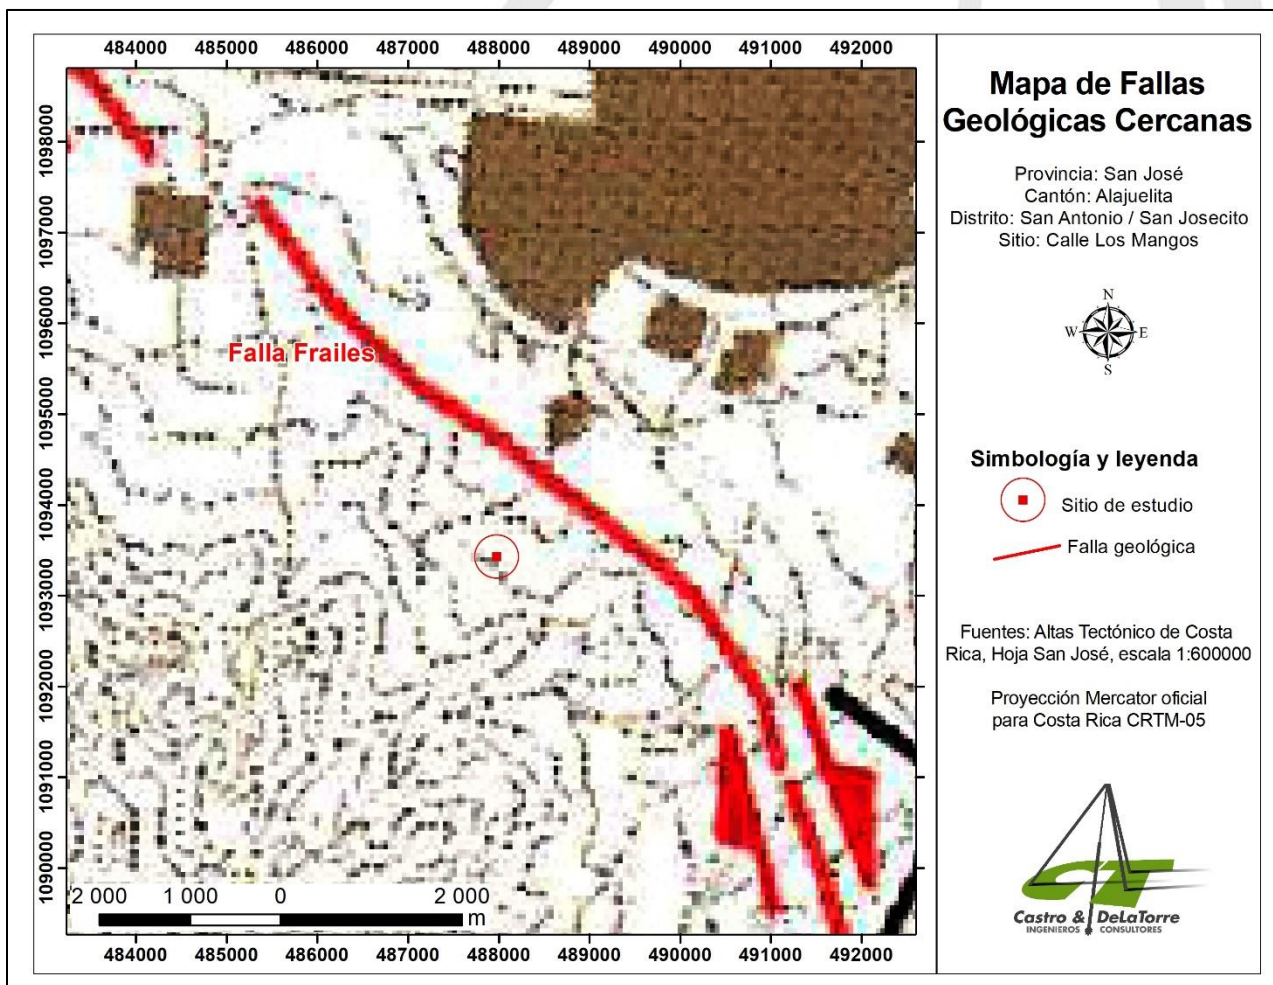 484000 485000 486000 487000 488000 489000 490000 491000 492000
1098000
1097000
1096000
1095000
1094000
1093000
1092000
1091000
1090000
Falla Frailes
2 000 1 000 0 2 000
m
484000 485000 486000 487000 488000 489000 490000 491000 492000
Mapa de Fallas
Geológicas Cercanas
Provincia: San José
Cantón: Alajuelita
Distrito: San Antonio / San Josecito
Sitio: Calle Los Mangos
N
W E
S
Simbología y leyenda
Sitio de estudio
Falla geológica
Fuentes: Altas Tectónico de Costa
Rica, Hoja San José, escala 1:600000
Proyección Mercator oficial
para Costa Rica CRTM-05
Castro & DeLaTorre
INGENIEROS CONSULTORES